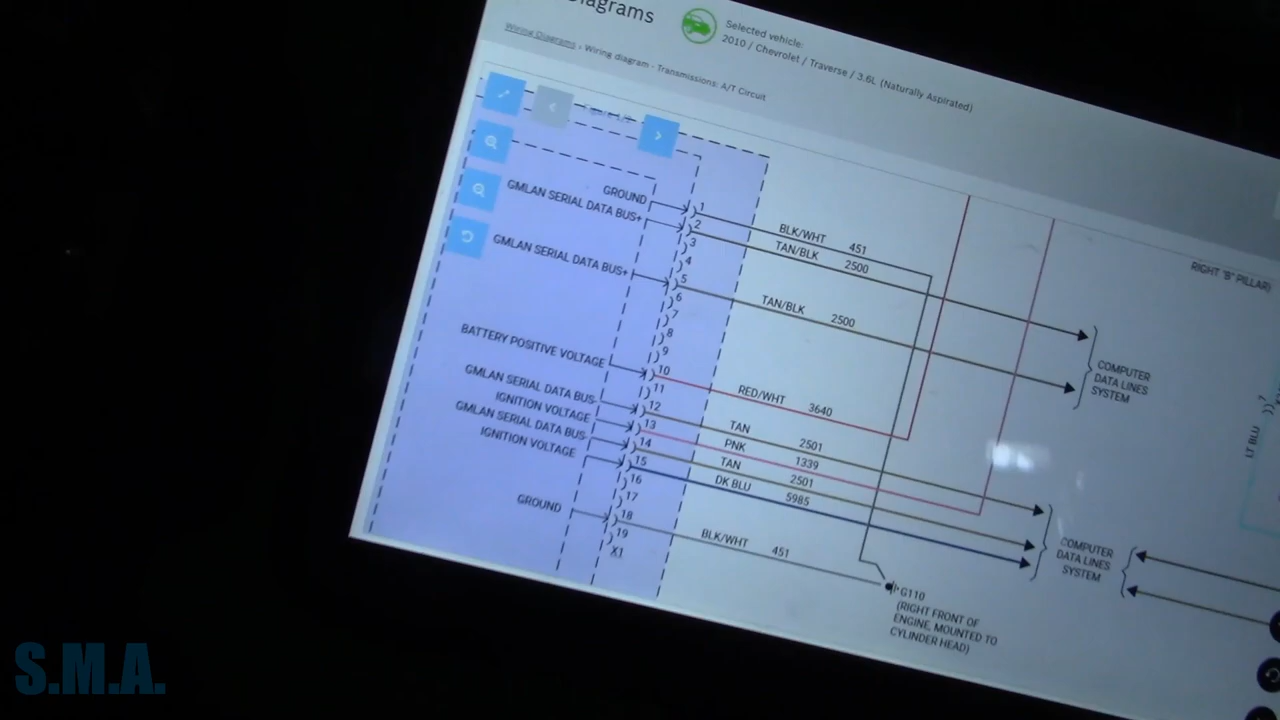 Diagrams
Selected vehicle:
2010 / Chevrolet / Traverse / 3.6L (Naturally Aspirated)
Wiring Diagrams › Wiring diagram - Transmissions: A/T Circuit
GROUND
GMLAN SERIAL DATA BUS+
GMLAN SERIAL DATA BUS+
BATTERY POSITIVE VOLTAGE
GMLAN SERIAL DATA BUS-
IGNITION VOLTAGE
GMLAN SERIAL DATA BUS-
IGNITION VOLTAGE
GROUND
1
2
3
4
5
6
7
8
9
10
11
12
13
14
15
16
17
18
19
X1
BLK/WHT 451
TAN/BLK 2500
TAN/BLK 2500
RED/WHT 3640
TAN 2501
PNK 1339
TAN 2501
DK BLU 5985
BLK/WHT 451
COMPUTER
DATA LINES
SYSTEM
COMPUTER
DATA LINES
SYSTEM
G110
(RIGHT FRONT OF
ENGINE, MOUNTED TO
CYLINDER HEAD)
RIGHT "B" PILLAR)
LT BLU
7
S.M.A.